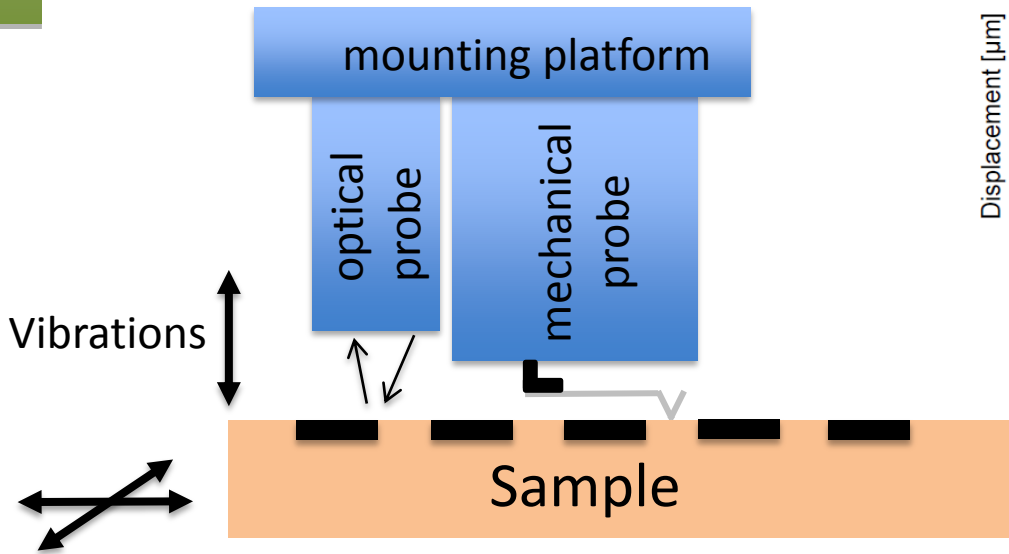 mounting platform
optical
probe
mechanical
probe
Vibrations
Sample
Displacement [µm]